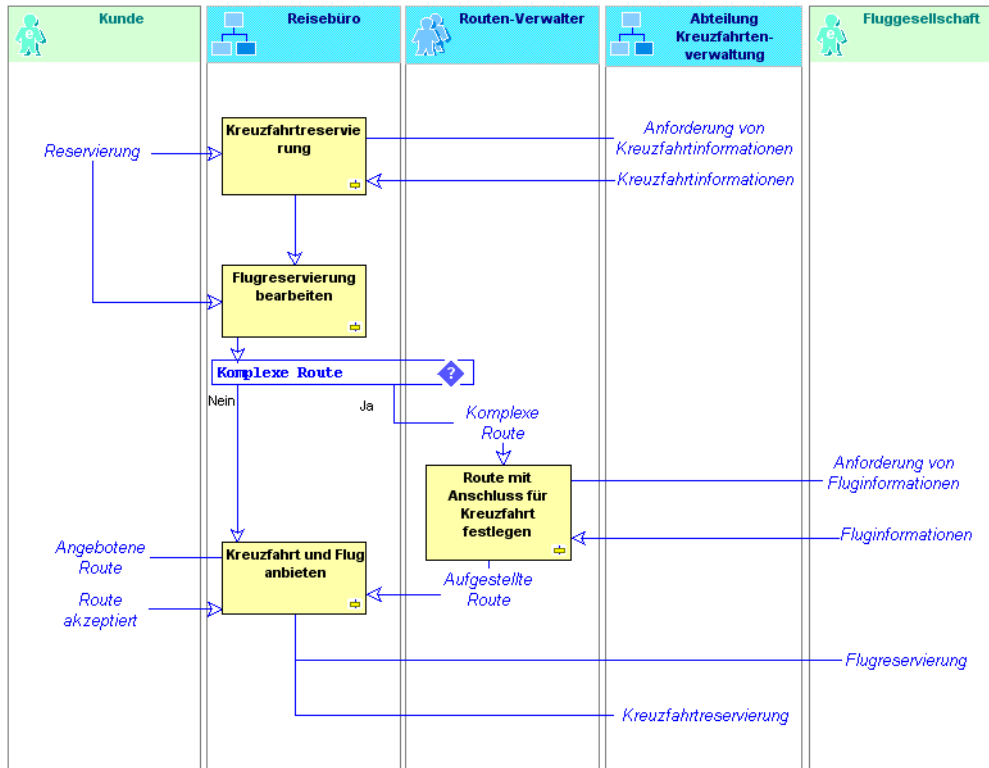 Kunde
Reisebüro
Routen-Verwalter
Abteilung
Kreuzfahrten-
verwaltung
Fluggesellschaft
Kreuzfahrtreservie
rung
Anforderung von
Kreuzfahrtinformationen
Reservierung
Kreuzfahrtinformationen
Flugreservierung
bearbeiten
Komplexe Route
?
Nein
Ja
Komplexe
Route
Route mit
Anschluss für
Kreuzfahrt
festlegen
Anforderung von
Fluginformationen
Fluginformationen
Angebotene
Route
Kreuzfahrt und Flug
anbieten
Aufgestellte
Route
Route
akzeptiert
Flugreservierung
Kreuzfahrtreservierung